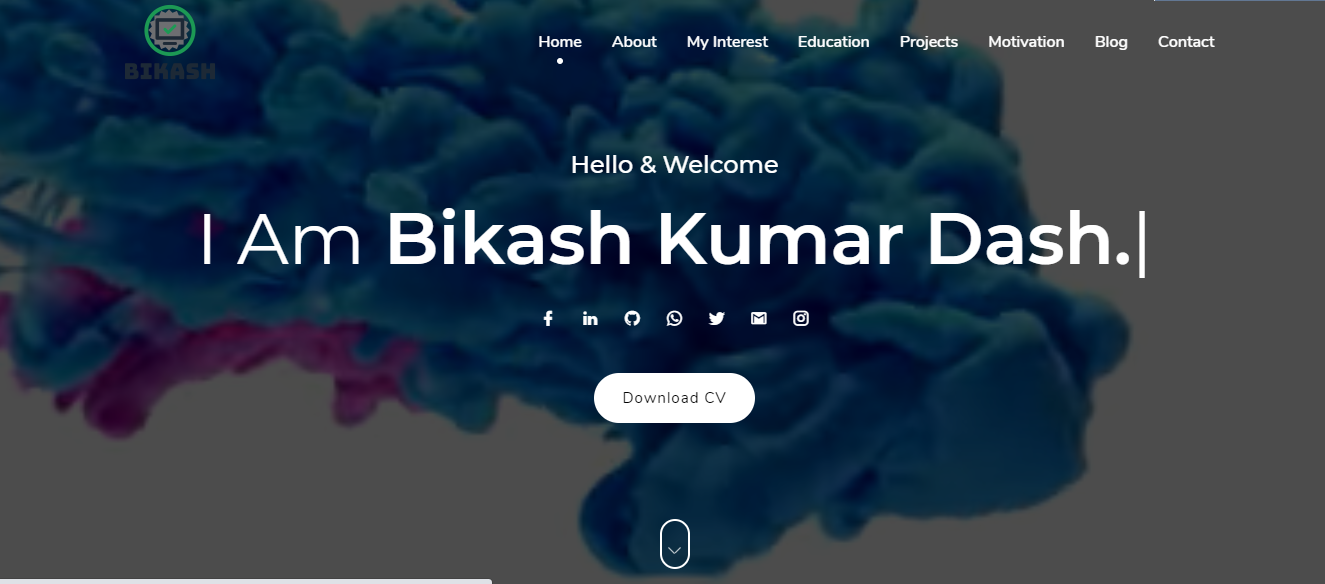 BIKASH
Home About My Interest Education Projects Motivation Blog Contact
Hello & Welcome
I Am Bikash Kumar Dash.|
Download CV